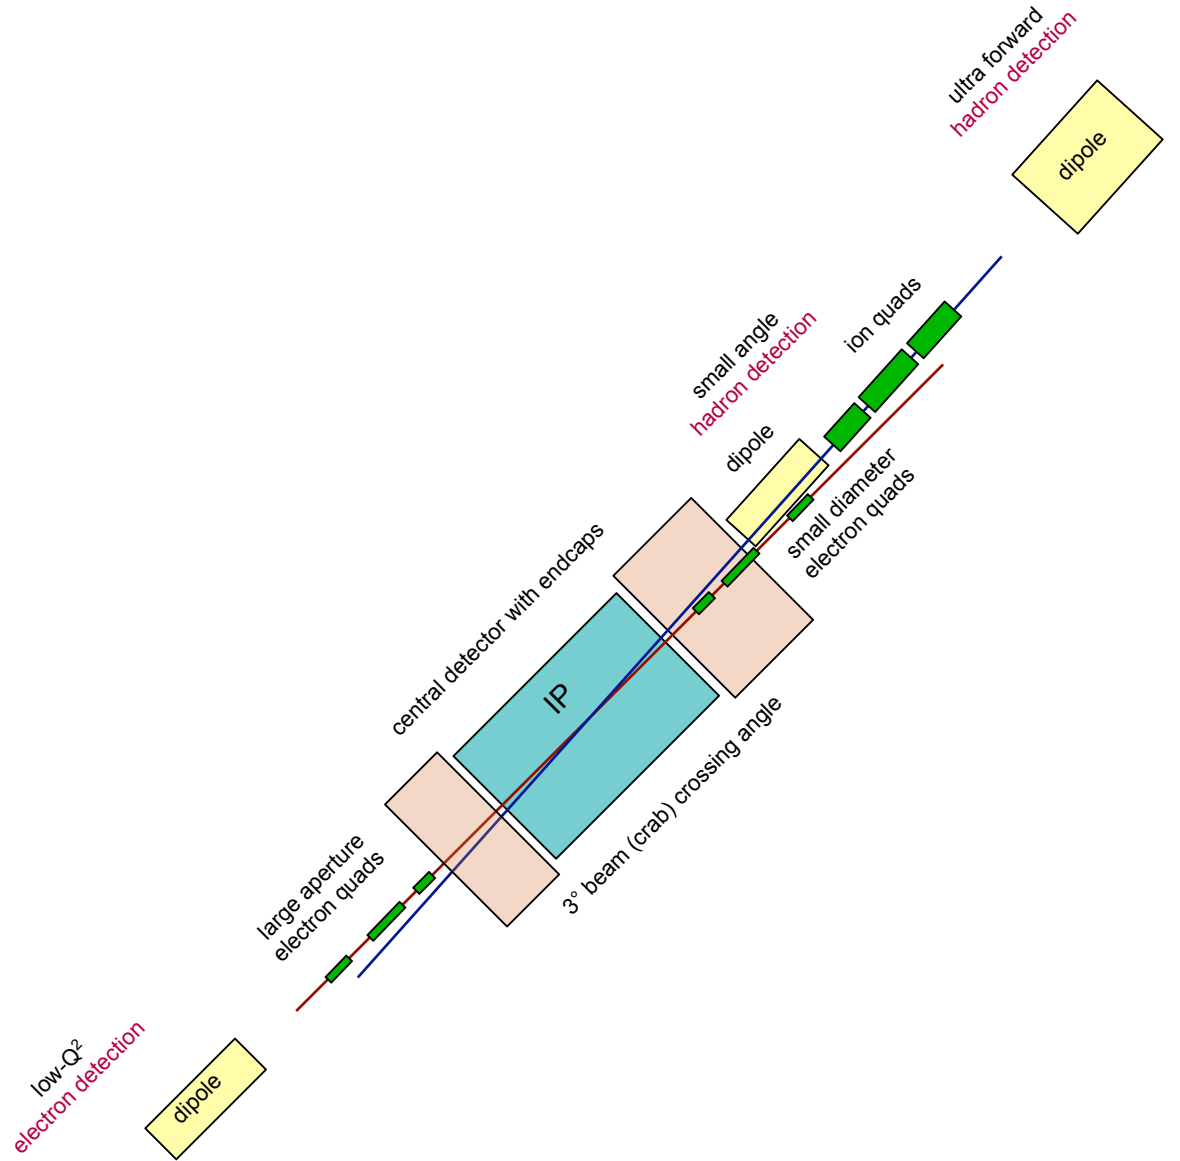 ultra forward
hadron detection
dipole
ion quads
small angle
hadron detection
dipole
small diameter
electron quads
central detector with endcaps
IP
3° beam (crab) crossing angle
large aperture
electron quads
low-Q²
electron detection
dipole